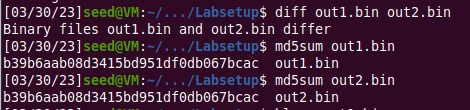 [03/30/23]seed@VM:~/.../Labsetup$ diff out1.bin out2.bin
Binary files out1.bin and out2.bin differ
[03/30/23]seed@VM:~/.../Labsetup$ md5sum out1.bin
b39b6aab08d3415bd951df0db067bcac  out1.bin
[03/30/23]seed@VM:~/.../Labsetup$ md5sum out2.bin
b39b6aab08d3415bd951df0db067bcac  out2.bin